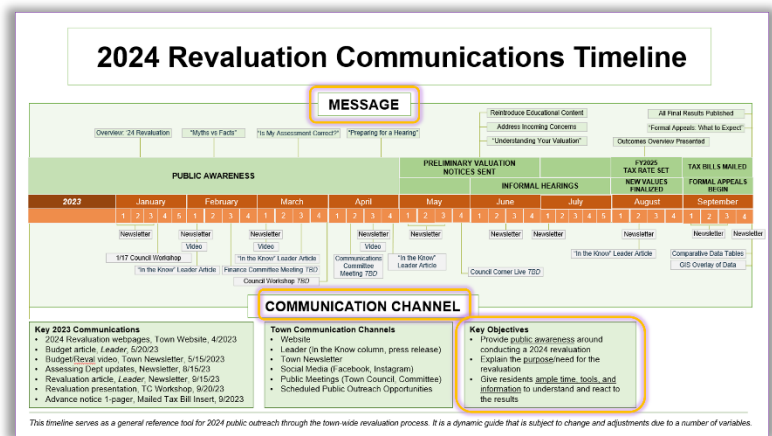 2024 Revaluation Communications Timeline
MESSAGE
Reintroduce Educational Content
All Final Results Published
Address Incoming Concerns
"Formal Appeals: What to Expect"
Overview: '24 Revaluation
"Myths vs Facts"
"Is My Assessment Correct?"
"Preparing for a Hearing"
"Understanding Your Valuation"
Outcomes Overview Presented
PUBLIC AWARENESS
PRELIMINARY VALUATION
NOTICES SENT
FY2025
TAX RATE SET
TAX BILLS MAILED
INFORMAL HEARINGS
NEW VALUES
FINALIZED
FORMAL APPEALS
BEGIN
2023 January February March April May June July August September
1 2 3 4 5 1 2 3 4 1 2 3 4 1 2 3 4 1 2 3 4 1 2 3 4 1 2 3 4 5 1 2 3 4 1 2 3 4
Newsletter Newsletter Newsletter Newsletter Newsletter Newsletter Newsletter Newsletter Newsletter Newsletter
Video Video Video
1/17 Council Workshop
"In the Know" Leader Article
"In the Know" Leader Article
Finance Committee Meeting TBD
Council Workshop TBD
Communications
Committee
Meeting TBD
"In the Know"
Leader Article
Council Corner Live TBD
"In the Know" Leader Article
Comparative Data Tables
GIS Overlay of Data
COMMUNICATION CHANNEL
Key 2023 Communications
• 2024 Revaluation webpages, Town Website, 4/2023
• Budget article, Leader, 5/20/23
• Budget/Reval video, Town Newsletter, 5/15/2023
• Assessing Dept updates, Newsletter, 8/15/23
• Revaluation article, Leader, Newsletter, 9/15/23
• Revaluation presentation, TC Workshop, 9/20/23
• Advance notice 1-pager, Mailed Tax Bill Insert, 9/2023
Town Communication Channels
• Website
• Leader (In the Know column, press release)
• Town Newsletter
• Social Media (Facebook, Instagram)
• Public Meetings (Town Council, Committee)
• Scheduled Public Outreach Opportunities
Key Objectives
• Provide public awareness around
conducting a 2024 revaluation
• Explain the purpose/need for the
revaluation
• Give residents ample time, tools, and
information to understand and react to
the results
This timeline serves as a general reference tool for 2024 public outreach through the town-wide revaluation process. It is a dynamic guide that is subject to change and adjustments due to a number of variables.